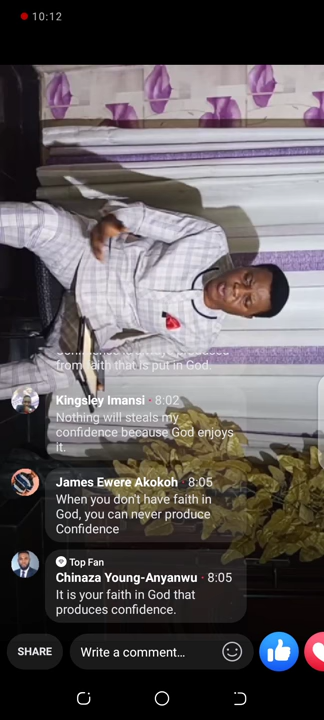 10:12
from faith that is put in God
Kingsley Imansi · 8:02
Nothing will steals my
confidence because God enjoys
it.
James Ewere Akokoh · 8:05
When you don't have faith in
God, you can never produce
Confidence
Top Fan
Chinaza Young-Anyanwu · 8:05
It is your faith in God that
produces confidence.
SHARE
Write a comment...